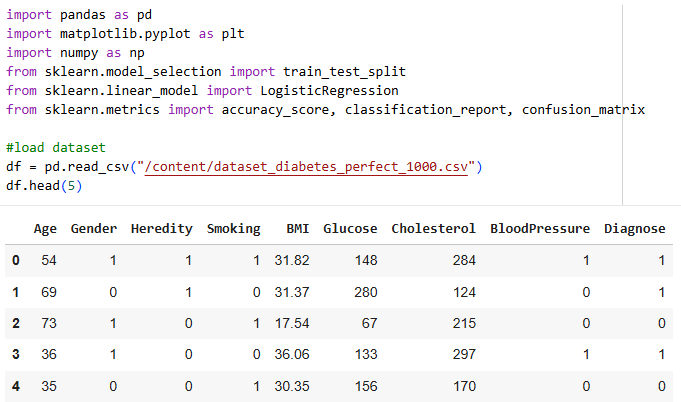 import pandas as pd
import matplotlib.pyplot as plt
import numpy as np
from sklearn.model_selection import train_test_split
from sklearn.linear_model import LogisticRegression
from sklearn.metrics import accuracy_score, classification_report, confusion_matrix
#load dataset
df = pd.read_csv("/content/dataset_diabetes_perfect_1000.csv")
df.head(5)
Age Gender Heredity Smoking BMI Glucose Cholesterol BloodPressure Diagnose
0 54 1 1 1 31.82 148 284 1 1
1 69 0 1 0 31.37 280 124 0 1
2 73 1 0 1 17.54 67 215 0 0
3 36 1 0 0 36.06 133 297 1 1
4 35 0 0 1 30.35 156 170 0 0